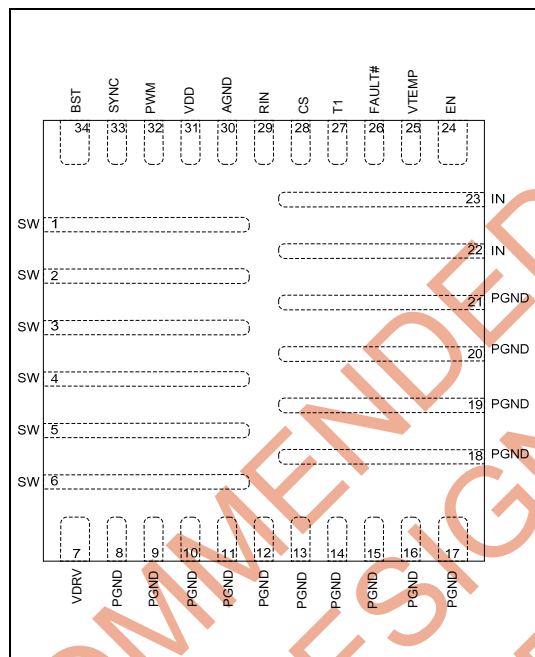 BST SYNC PWM VDD AGND RIN CS T1 FAULT# VTEMP EN
34 33 32 31 30 29 28 27 26 25 24
23 IN
SW 1
22 IN
SW 2
21 PGND
SW 3
20 PGND
SW 4
19 PGND
SW 5
18 PGND
SW 6
7 8 9 10 11 12 13 14 15 16 17
VDRV PGND PGND PGND PGND PGND PGND PGND PGND PGND PGND